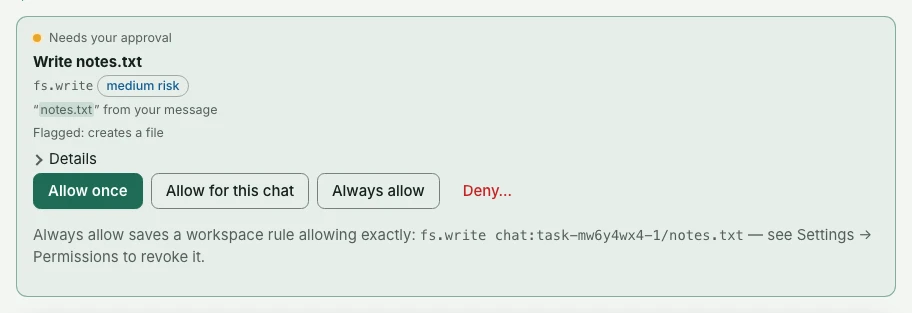 Needs your approval
Write notes.txt
fs.write medium risk
“notes.txt” from your message
Flagged: creates a file
Details
Allow once Allow for this chat Always allow Deny...
Always allow saves a workspace rule allowing exactly: fs.write chat:task-mw6y4wx4-1/notes.txt — see Settings →
Permissions to revoke it.